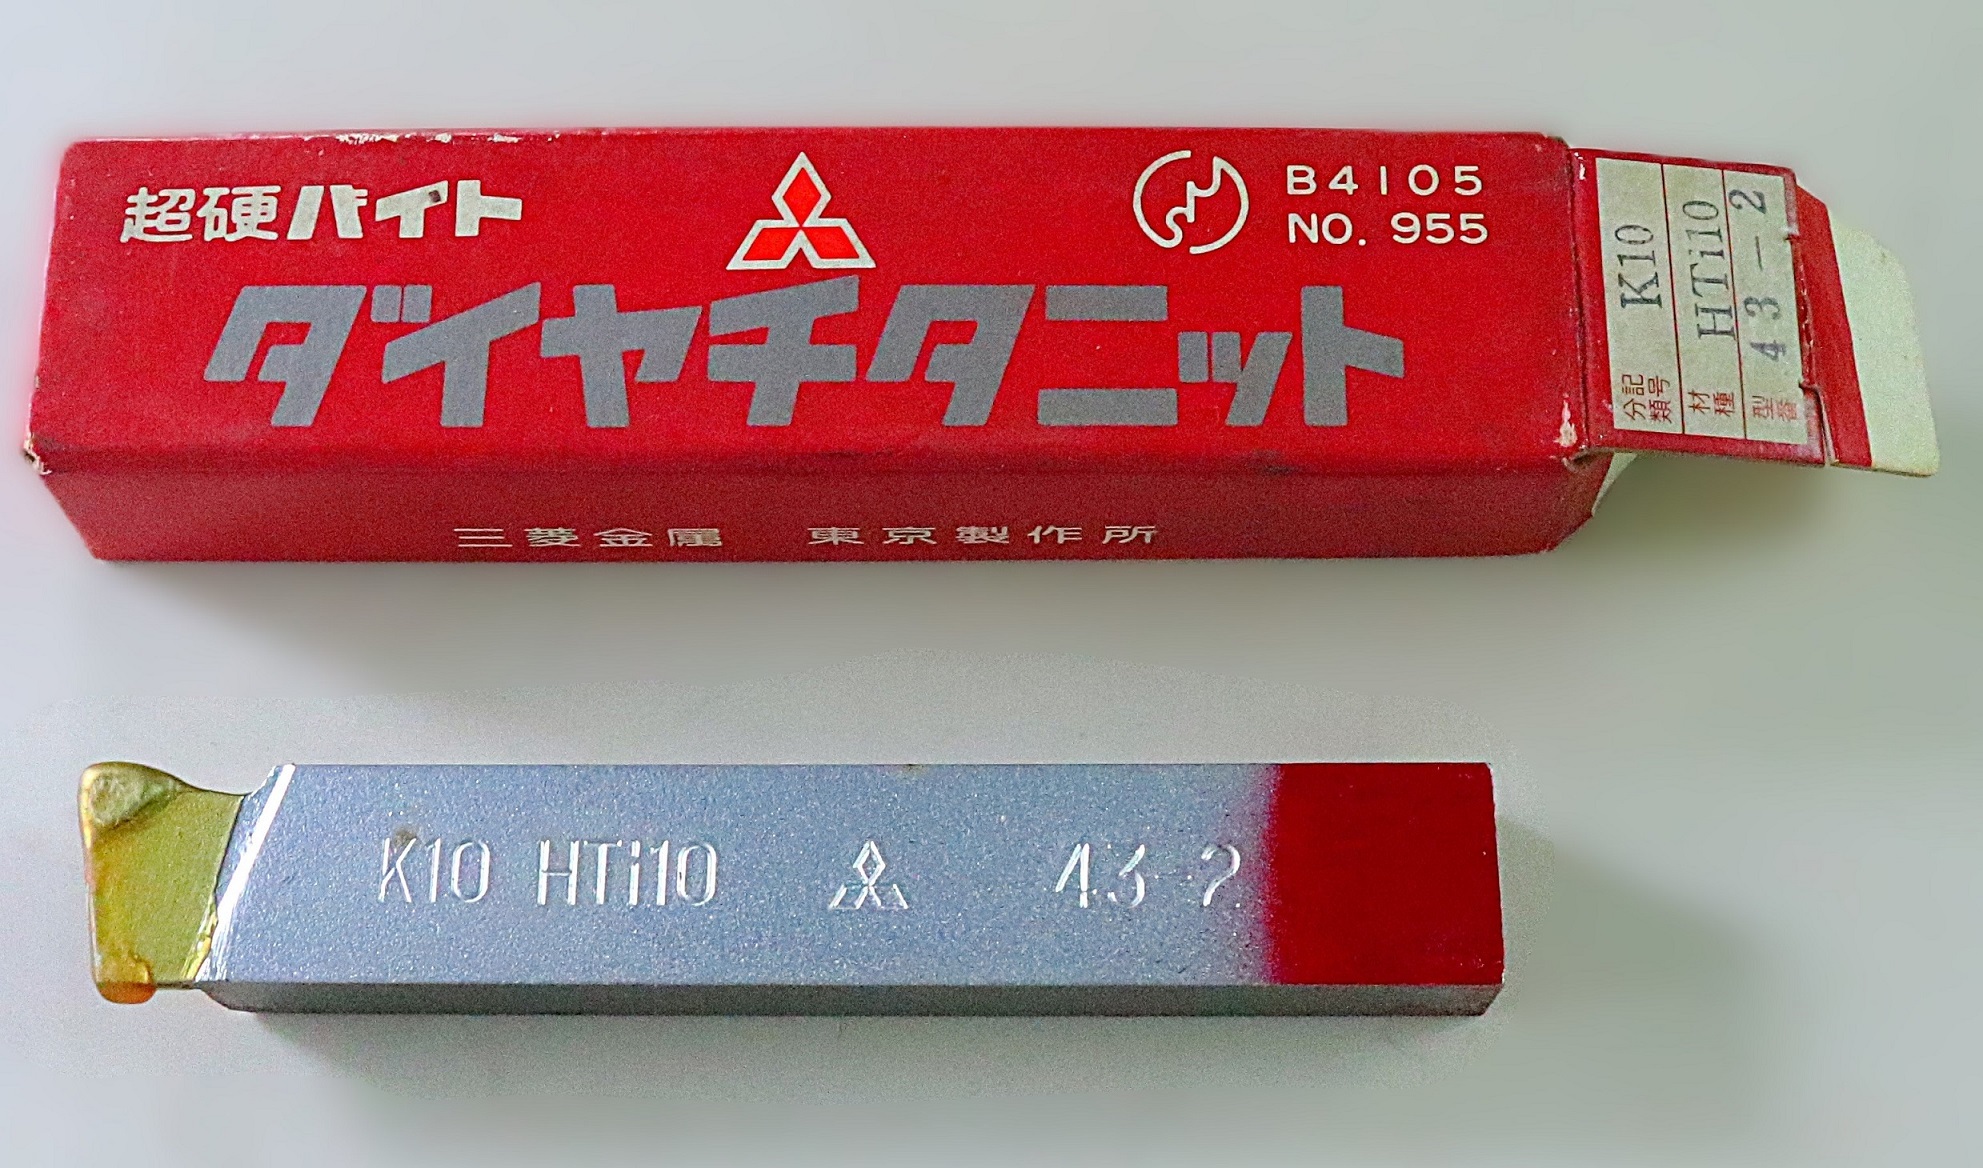 超硬バイト
B4105
NO. 955
ダイヤチタニット
三菱金属 東京製作所
分類記号 K10
材種 HTi10
型番 43-2
K10 HTi10 43-2